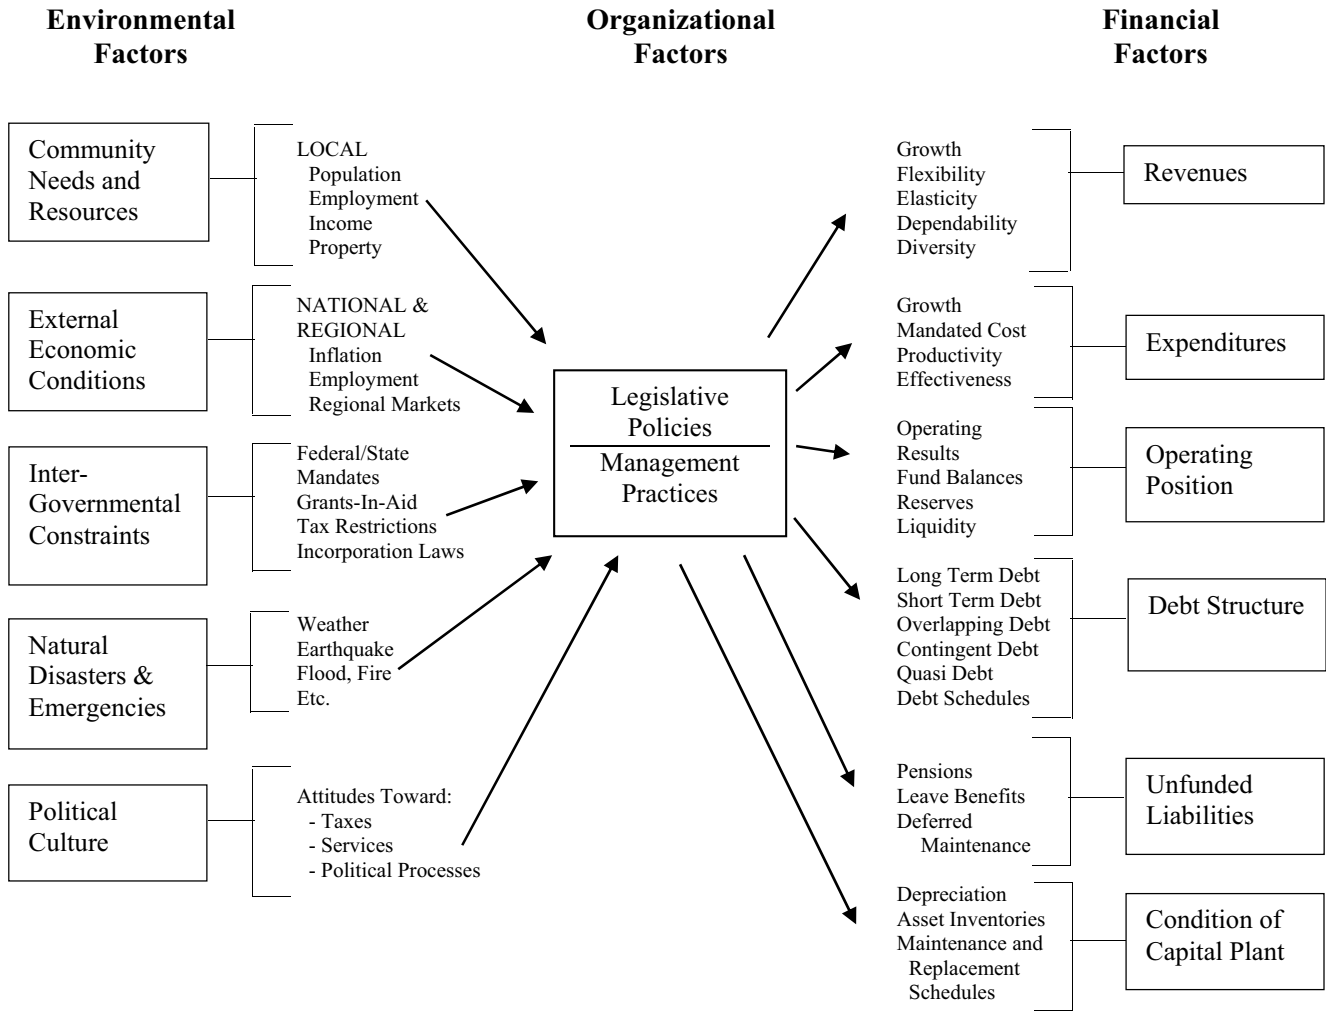 Environmental
Factors
Organizational
Factors
Financial
Factors
Community
Needs and
Resources
LOCAL
Population
Employment
Income
Property
External
Economic
Conditions
NATIONAL &
REGIONAL
Inflation
Employment
Regional Markets
Inter-
Governmental
Constraints
Federal/State
Mandates
Grants-In-Aid
Tax Restrictions
Incorporation Laws
Natural
Disasters &
Emergencies
Weather
Earthquake
Flood, Fire
Etc.
Political
Culture
Attitudes Toward:
- Taxes
- Services
- Political Processes
Legislative
Policies
Management
Practices
Growth
Flexibility
Elasticity
Dependability
Diversity
Revenues
Growth
Mandated Cost
Productivity
Effectiveness
Expenditures
Operating
Results
Fund Balances
Reserves
Liquidity
Operating
Position
Long Term Debt
Short Term Debt
Overlapping Debt
Contingent Debt
Quasi Debt
Debt Schedules
Debt Structure
Pensions
Leave Benefits
Deferred
Maintenance
Unfunded
Liabilities
Depreciation
Asset Inventories
Maintenance and
Replacement
Schedules
Condition of
Capital Plant